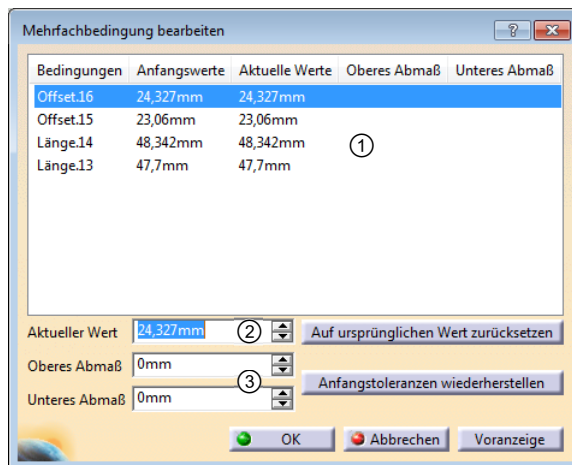 Mehrfachbedingung bearbeiten
Bedingungen Anfangswerte Aktuelle Werte Oberes Abmaß Unteres Abmaß
Offset.16 24,327mm 24,327mm
Offset.15 23,06mm 23,06mm
Länge.14 48,342mm 48,342mm
Länge.13 47,7mm 47,7mm
1
Aktueller Wert 24,327mm 2 Auf ursprünglichen Wert zurücksetzen
Oberes Abmaß 0mm
3 Anfangstoleranzen wiederherstellen
Unteres Abmaß 0mm
OK Abbrechen Voranzeige